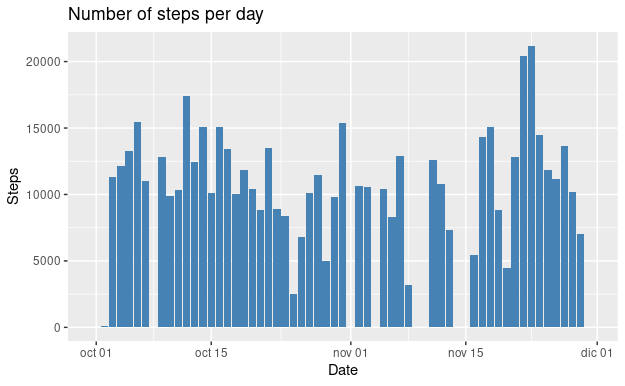 Number of steps per day
Steps
20000
15000
10000
5000
0
oct 01
oct 15
nov 01
nov 15
dic 01
Date